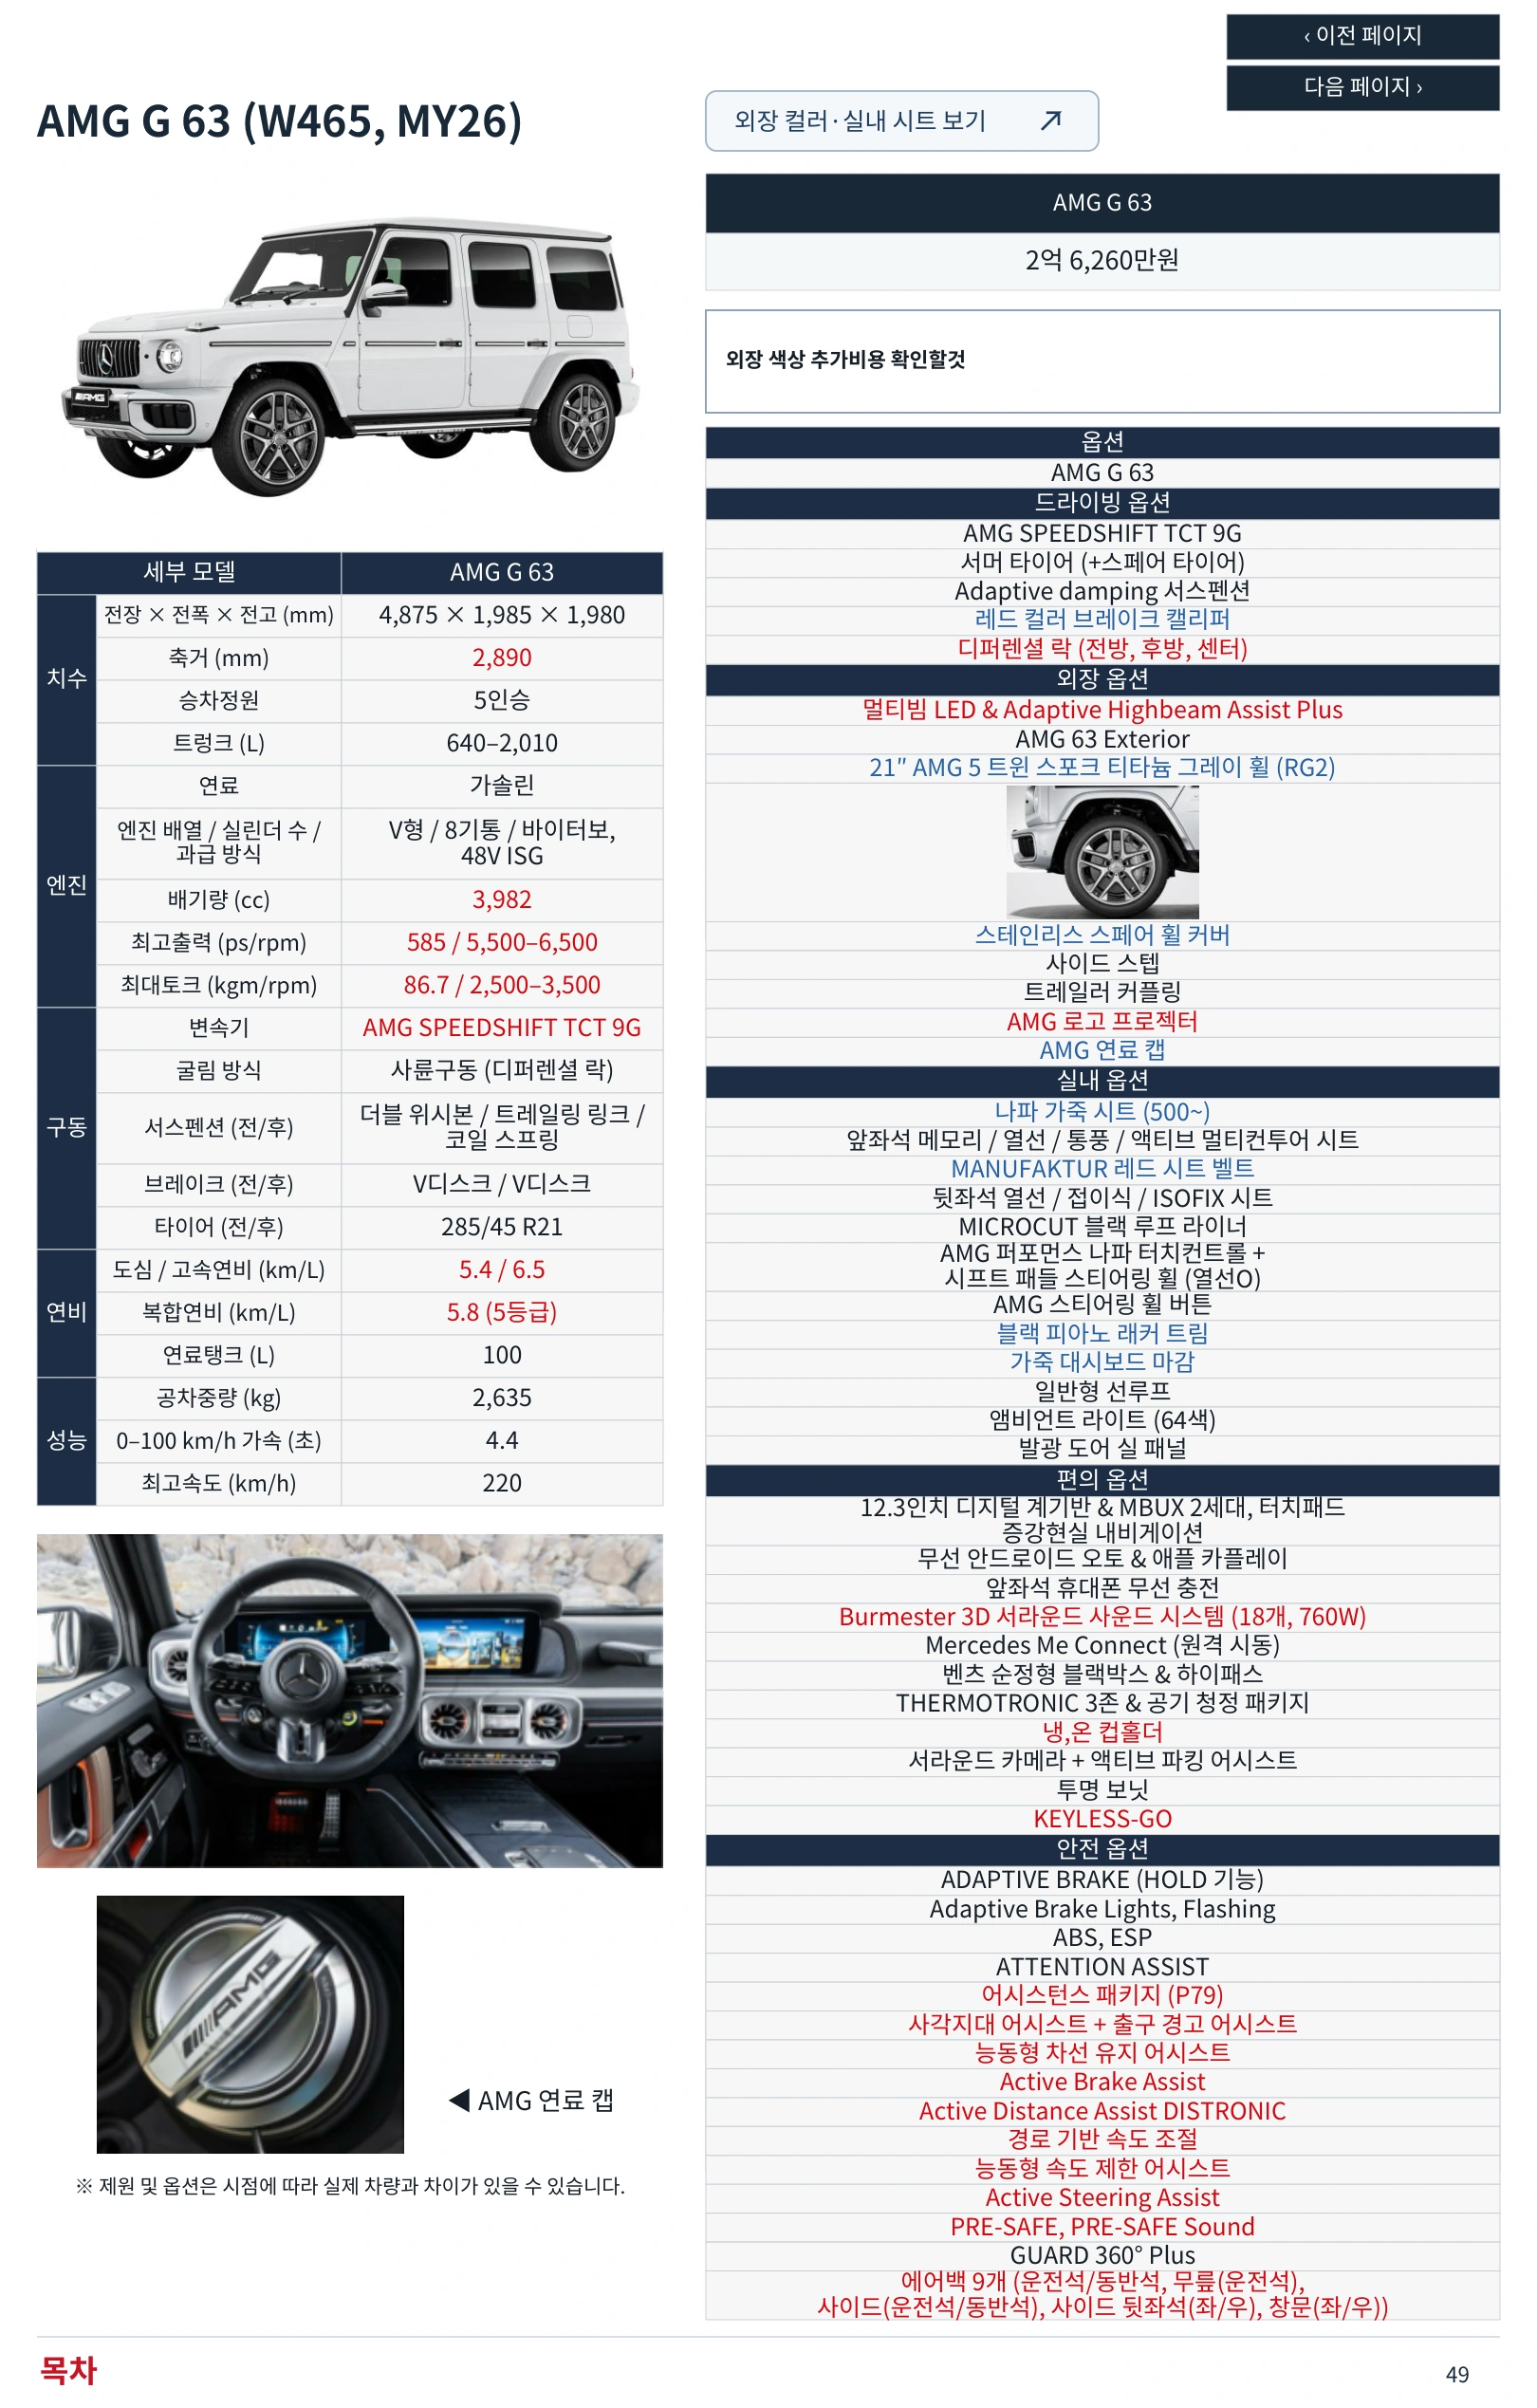 ‹ 이전 페이지
다음 페이지 ›
AMG G 63 (W465, MY26)
외장 컬러 · 실내 시트 보기 ↗
AMG G 63
2억 6,260만원
외장 색상 추가비용 확인할것
AMG
세부 모델 AMG G 63
치수
전장 × 전폭 × 전고 (mm) 4,875 × 1,985 × 1,980
축거 (mm) 2,890
승차정원 5인승
트렁크 (L) 640–2,010
엔진
연료 가솔린
엔진 배열 / 실린더 수 /
과급 방식
V형 / 8기통 / 바이터보,
48V ISG
배기량 (cc) 3,982
최고출력 (ps/rpm) 585 / 5,500–6,500
최대토크 (kgm/rpm) 86.7 / 2,500–3,500
구동
변속기 AMG SPEEDSHIFT TCT 9G
굴림 방식 사륜구동 (디퍼렌셜 락)
서스펜션 (전/후)
더블 위시본 / 트레일링 링크 /
코일 스프링
브레이크 (전/후) V디스크 / V디스크
타이어 (전/후) 285/45 R21
연비
도심 / 고속연비 (km/L) 5.4 / 6.5
복합연비 (km/L) 5.8 (5등급)
연료탱크 (L) 100
성능
공차중량 (kg) 2,635
0–100 km/h 가속 (초) 4.4
최고속도 (km/h) 220
AMG
◀ AMG 연료 캡
※ 제원 및 옵션은 시점에 따라 실제 차량과 차이가 있을 수 있습니다.
옵션
AMG G 63
드라이빙 옵션
AMG SPEEDSHIFT TCT 9G
서머 타이어 (+스페어 타이어)
Adaptive damping 서스펜션
레드 컬러 브레이크 캘리퍼
디퍼렌셜 락 (전방, 후방, 센터)
외장 옵션
멀티빔 LED & Adaptive Highbeam Assist Plus
AMG 63 Exterior
21" AMG 5 트윈 스포크 티타늄 그레이 휠 (RG2)
스테인리스 스페어 휠 커버
사이드 스텝
트레일러 커플링
AMG 로고 프로젝터
AMG 연료 캡
실내 옵션
나파 가죽 시트 (500~)
앞좌석 메모리 / 열선 / 통풍 / 액티브 멀티컨투어 시트
MANUFAKTUR 레드 시트 벨트
뒷좌석 열선 / 접이식 / ISOFIX 시트
MICROCUT 블랙 루프 라이너
AMG 퍼포먼스 나파 터치컨트롤 +
시프트 패들 스티어링 휠 (열선O)
AMG 스티어링 휠 버튼
블랙 피아노 래커 트림
가죽 대시보드 마감
일반형 선루프
앰비언트 라이트 (64색)
발광 도어 실 패널
편의 옵션
12.3인치 디지털 계기반 & MBUX 2세대, 터치패드
증강현실 내비게이션
무선 안드로이드 오토 & 애플 카플레이
앞좌석 휴대폰 무선 충전
Burmester 3D 서라운드 사운드 시스템 (18개, 760W)
Mercedes Me Connect (원격 시동)
벤츠 순정형 블랙박스 & 하이패스
THERMOTRONIC 3존 & 공기 청정 패키지
냉,온 컵홀더
서라운드 카메라 + 액티브 파킹 어시스트
투명 보닛
KEYLESS-GO
안전 옵션
ADAPTIVE BRAKE (HOLD 기능)
Adaptive Brake Lights, Flashing
ABS, ESP
ATTENTION ASSIST
어시스턴스 패키지 (P79)
사각지대 어시스트 + 출구 경고 어시스트
능동형 차선 유지 어시스트
Active Brake Assist
Active Distance Assist DISTRONIC
경로 기반 속도 조절
능동형 속도 제한 어시스트
Active Steering Assist
PRE-SAFE, PRE-SAFE Sound
GUARD 360° Plus
에어백 9개 (운전석/동반석, 무릎(운전석),
사이드(운전석/동반석), 사이드 뒷좌석(좌/우), 창문(좌/우))
목차
49